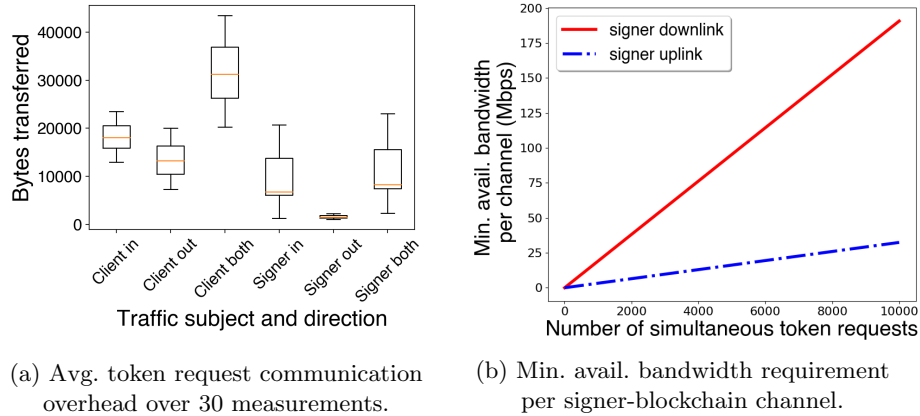 Bytes transferred
40000
30000
20000
10000
0
Client in
Client out
Client both
Signer in
Signer out
Signer both
Traffic subject and direction
(a) Avg. token request communication
overhead over 30 measurements.
Min. avail. bandwidth
per channel (Mbps)
200
175
150
125
100
75
50
25
0
signer downlink
signer uplink
0
2000
4000
6000
8000
10000
Number of simultaneous token requests
(b) Min. avail. bandwidth requirement
per signer-blockchain channel.